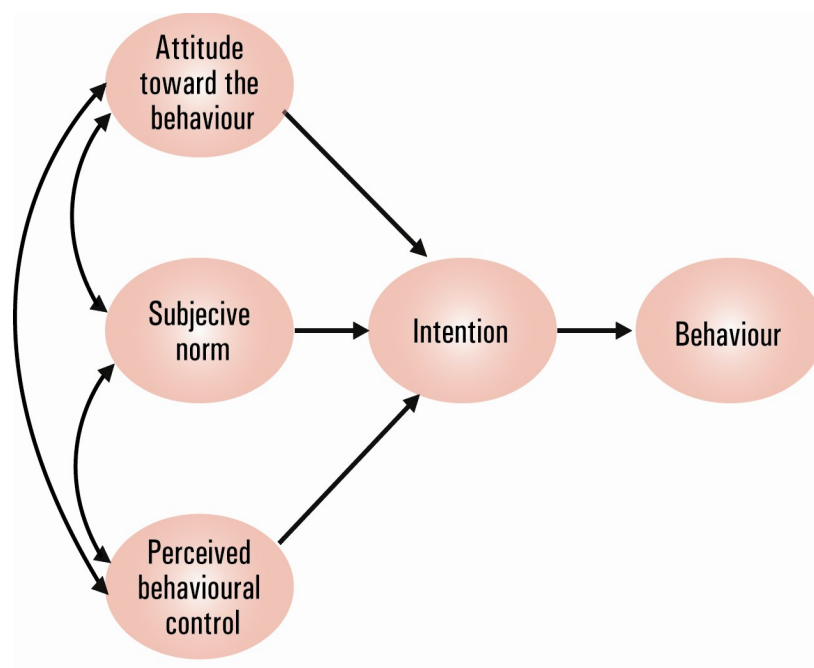 Attitude
toward the
behaviour
Subjecive
norm
Intention
Behaviour
Perceived
behavioural
control